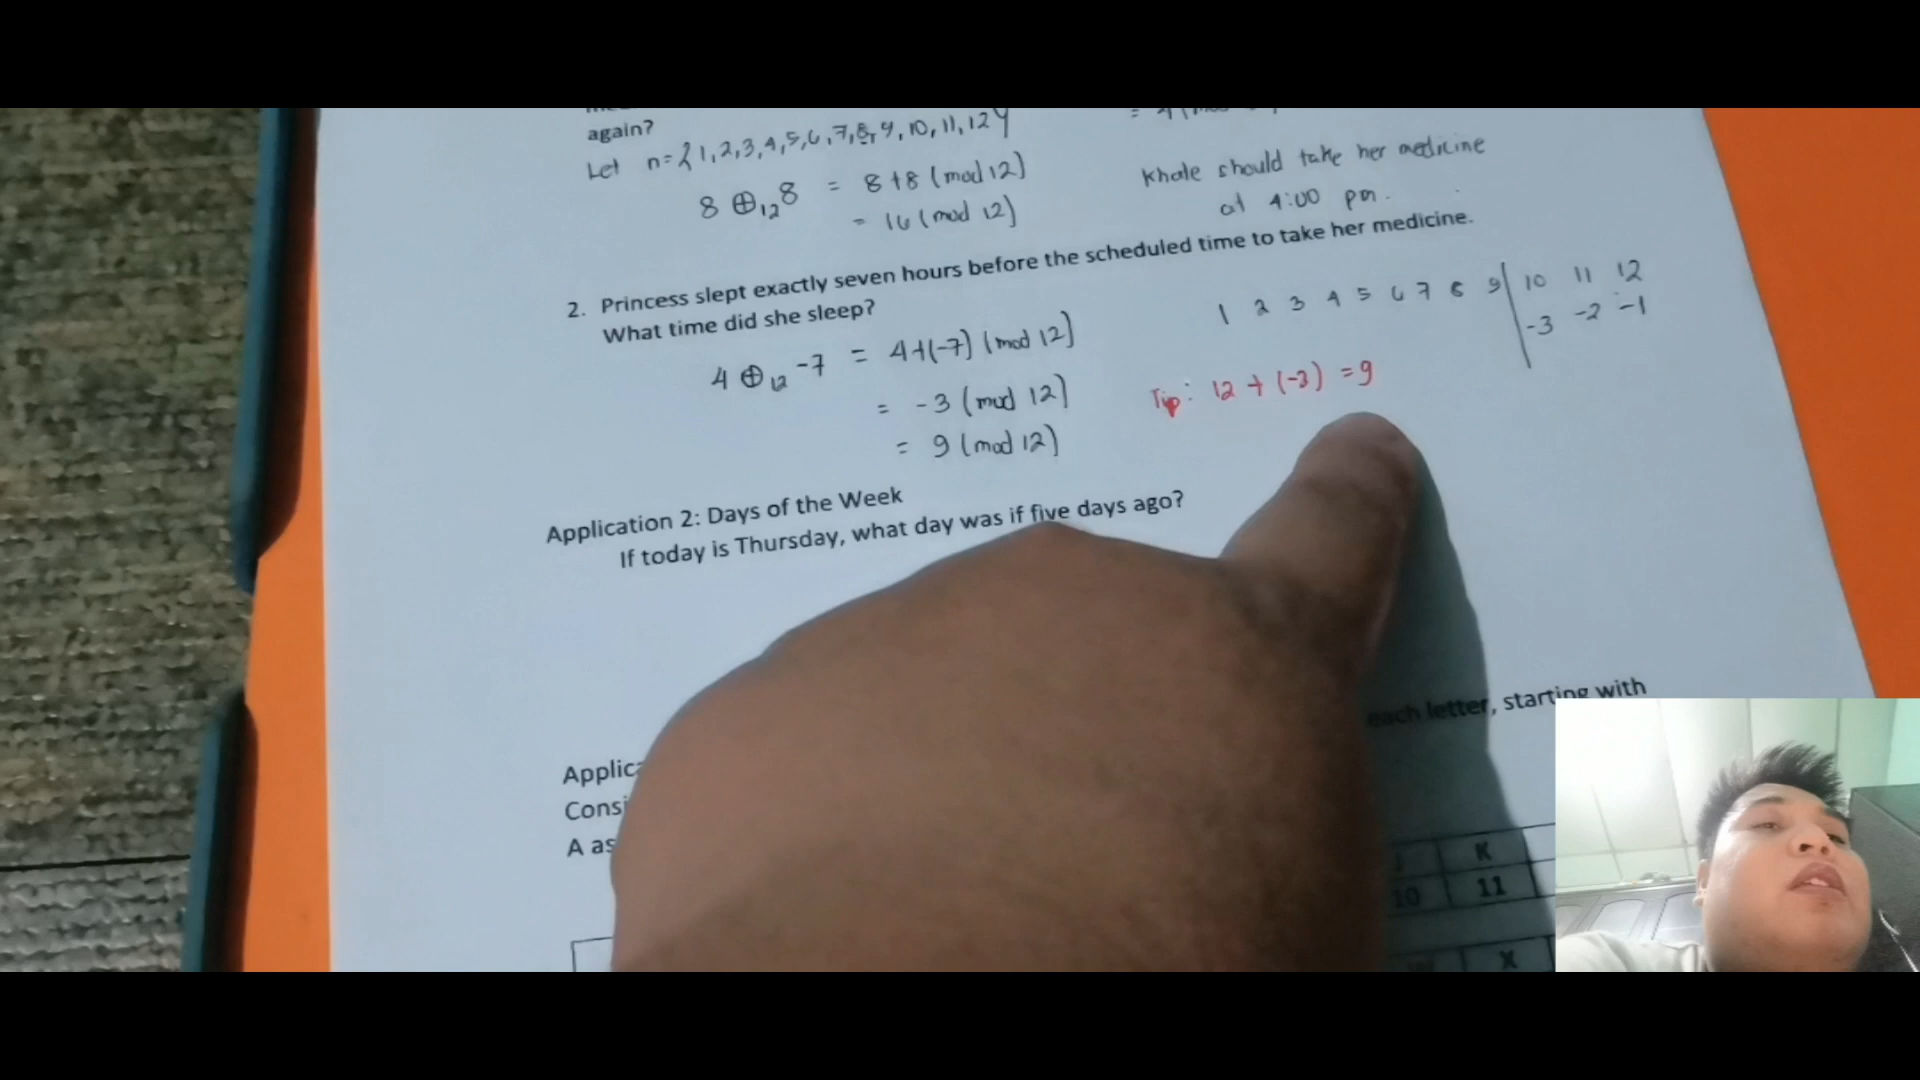 again?
Let n={1,2,3,4,5,6,7,8,9,10,11,12}
8 ⊕₁₂ 8 = 8+8 (mod 12)
= 16 (mod 12)
Khale should take her medicine
at 4:00 pm.
2. Princess slept exactly seven hours before the scheduled time to take her medicine.
What time did she sleep?
1 2 3 4 5 6 7 8 9 10 11 12
-3 -2 -1
4 ⊕₁₂ -7 = 4+(-7) (mod 12)
= -3 (mod 12)
= 9 (mod 12)
Tip: 12 + (-3) = 9
Application 2: Days of the Week
If today is Thursday, what day was if five days ago?
each letter, starting with
A as
K
10 11
X